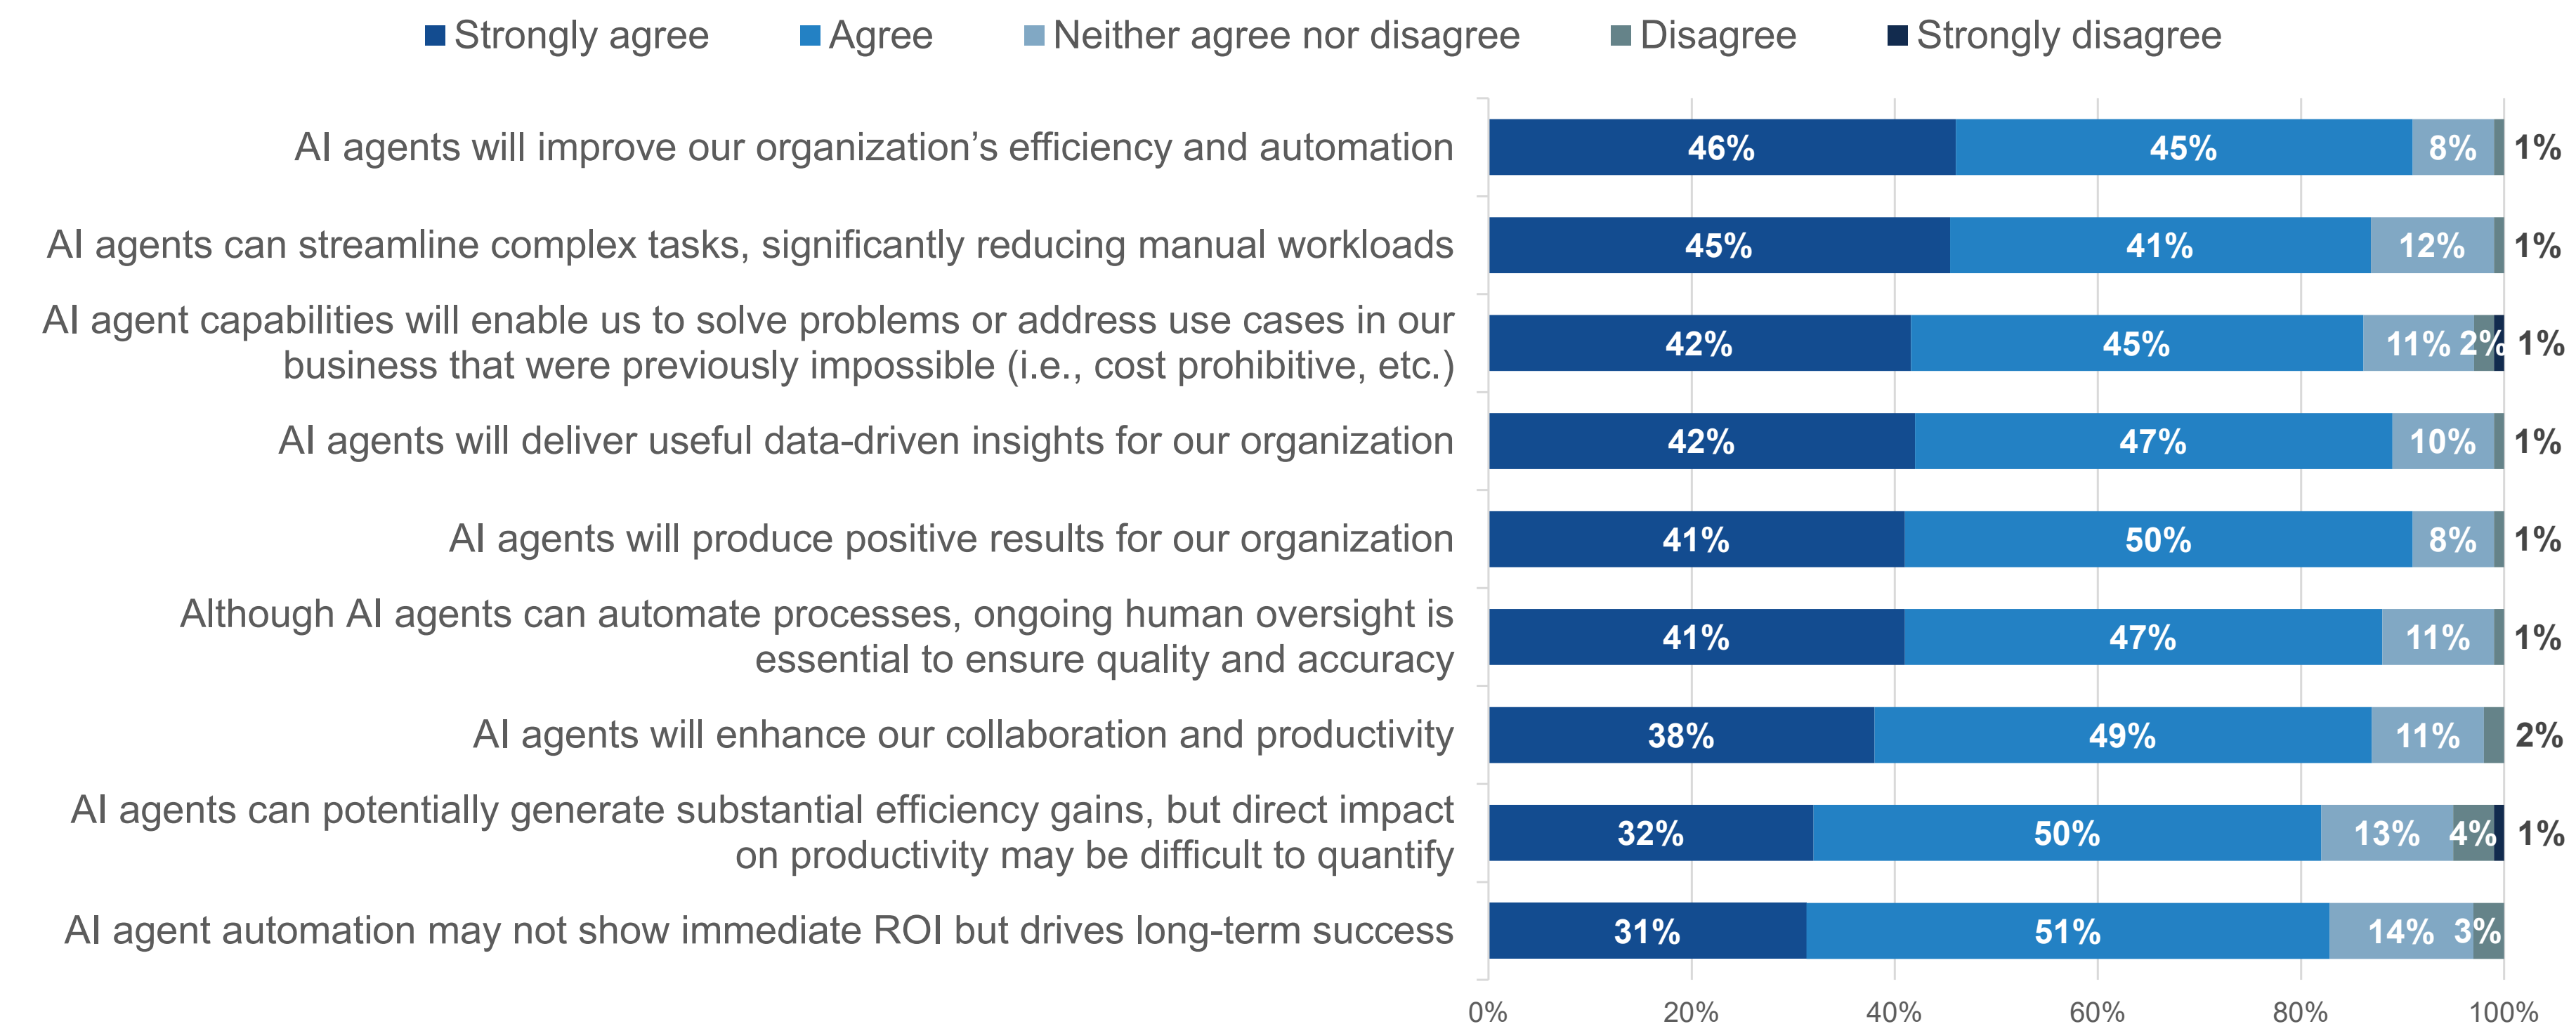 Strongly agree Agree Neither agree nor disagree Disagree Strongly disagree
AI agents will improve our organization’s efficiency and automation 46% 45% 8% 1%
AI agents can streamline complex tasks, significantly reducing manual workloads 45% 41% 12% 1%
AI agent capabilities will enable us to solve problems or address use cases in our
business that were previously impossible (i.e., cost prohibitive, etc.) 42% 45% 11% 2% 1%
AI agents will deliver useful data-driven insights for our organization 42% 47% 10% 1%
AI agents will produce positive results for our organization 41% 50% 8% 1%
Although AI agents can automate processes, ongoing human oversight is
essential to ensure quality and accuracy 41% 47% 11% 1%
AI agents will enhance our collaboration and productivity 38% 49% 11% 2%
AI agents can potentially generate substantial efficiency gains, but direct impact
on productivity may be difficult to quantify 32% 50% 13% 4% 1%
AI agent automation may not show immediate ROI but drives long-term success 31% 51% 14% 3%
0% 20% 40% 60% 80% 100%